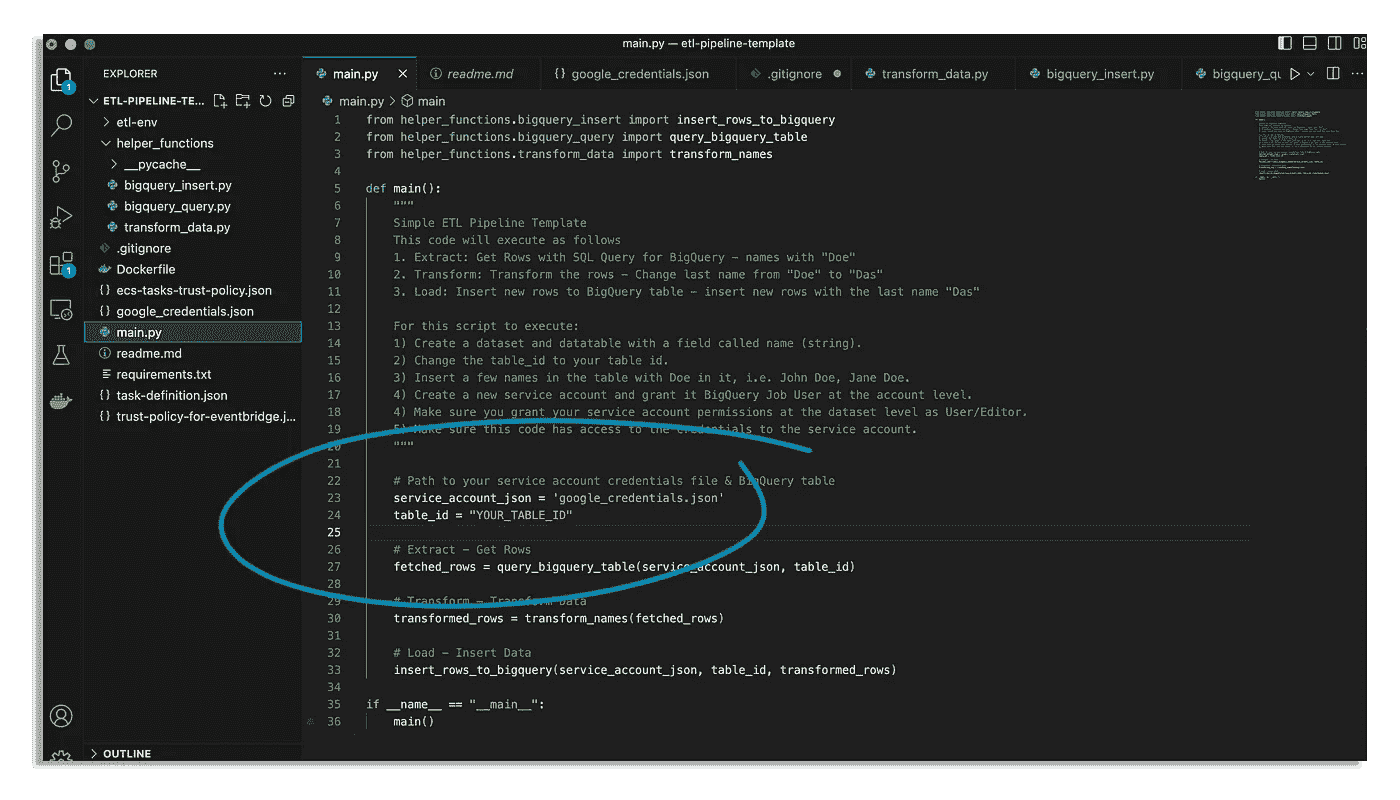 main.py — etl-pipeline-template
EXPLORER
main.py
readme.md
google_credentials.json
.gitignore
transform_data.py
bigquery_insert.py
bigquery_qu
ETL-PIPELINE-TE...
main.py > main
etl-env
helper_functions
__pycache__
bigquery_insert.py
bigquery_query.py
transform_data.py
.gitignore
Dockerfile
ecs-tasks-trust-policy.json
google_credentials.json
main.py
readme.md
requirements.txt
task-definition.json
trust-policy-for-eventbridge.j...
OUTLINE
1
1
1 from helper_functions.bigquery_insert import insert_rows_to_bigquery
2 from helper_functions.bigquery_query import query_bigquery_table
3 from helper_functions.transform_data import transform_names
4
5 def main():
6 """
7 Simple ETL Pipeline Template
8 This code will execute as follows
9 1. Extract: Get Rows with SQL Query for BigQuery – names with "Doe"
10 2. Transform: Transform the rows – Change last name from "Doe" to "Das"
11 3. Load: Insert new rows to BigQuery table – insert new rows with the last name "Das"
12
13 For this script to execute:
14 1) Create a dataset and datatable with a field called name (string).
15 2) Change the table_id to your table id.
16 3) Insert a few names in the table with Doe in it, i.e. John Doe, Jane Doe.
17 4) Create a new service account and grant it BigQuery Job User at the account level.
18 4) Make sure you grant your service account permissions at the dataset level as User/Editor.
19 5) Make sure this code has access to the credentials to the service account.
20 """
21
22 # Path to your service account credentials file & BigQuery table
23 service_account_json = 'google_credentials.json'
24 table_id = "YOUR_TABLE_ID"
25
26 # Extract – Get Rows
27 fetched_rows = query_bigquery_table(service_account_json, table_id)
28
29 # Transform – Transform Data
30 transformed_rows = transform_names(fetched_rows)
31
32 # Load – Insert Data
33 insert_rows_to_bigquery(service_account_json, table_id, transformed_rows)
34
35 if __name__ == "__main__":
36 main()